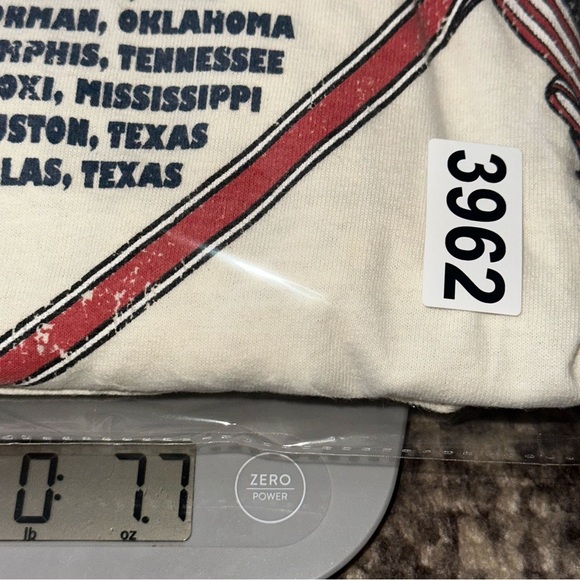 ORMAN, OKLAHOMA
MPHIS, TENNESSEE
OXI, MISSISSIPPI
USTON, TEXAS
LAS, TEXAS
3962
0: 7.7
lb oz
ZERO
POWER